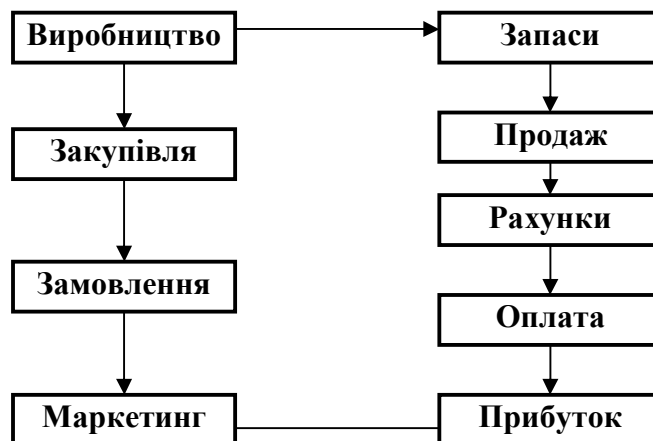 Виробництво
Запаси
Закупівля
Продаж
Рахунки
Замовлення
Оплата
Маркетинг
Прибуток